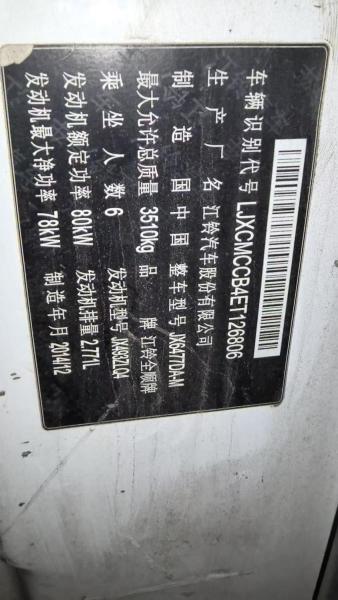 车辆识别代号 LJXCMCCB4ET126806
生产厂名 江铃汽车股份有限公司
制造国 中国 整车型号 JX6477DA-M
最大允许总质量 3510kg 品牌 江铃全顺牌
乘坐人数 6 发动机型号 JX493ZLQ4
发动机额定功率 80kW 发动机排量 2.771L
发动机最大净功率 78kW 制造年月 2014/12